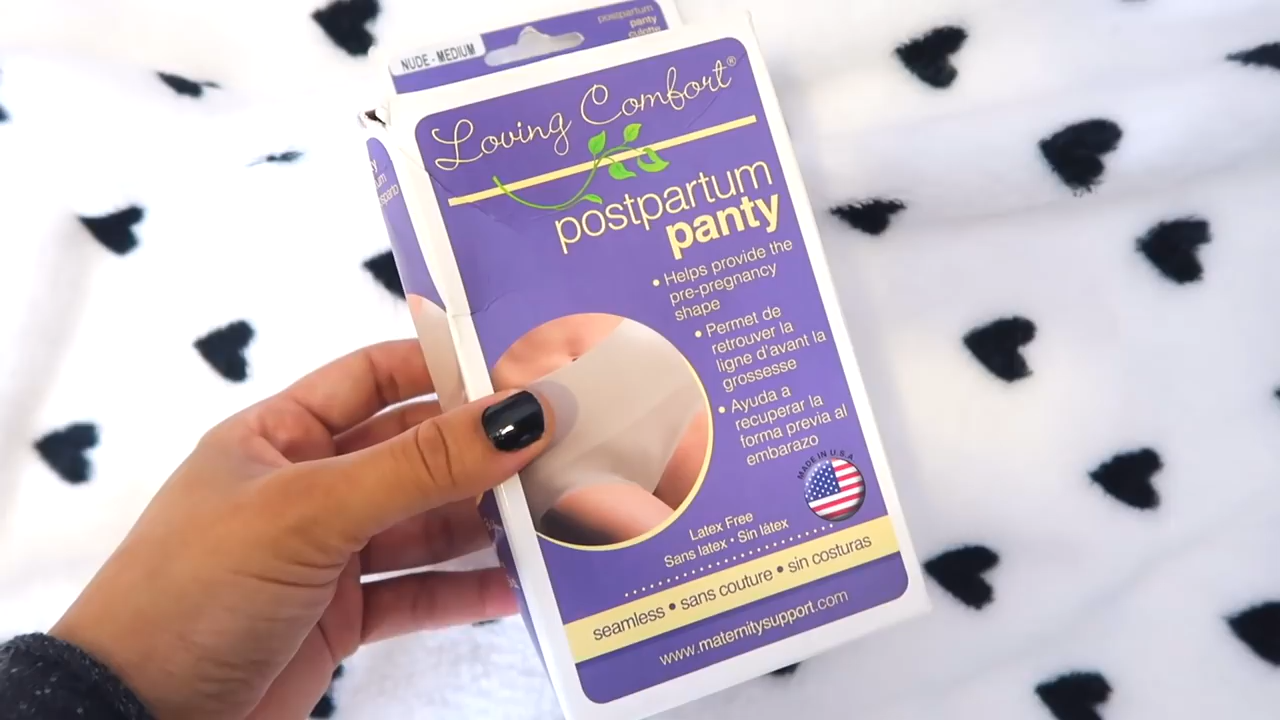 postpartum
panty
culotte
NUDE - MEDIUM
Loving Comfort®
postpartum
panty
• Helps provide the
pre-pregnancy
shape
• Permet de
retrouver la
ligne d'avant la
grossesse
• Ayuda a
recuperar la
forma previa al
embarazo
MADE IN U.S.A.
Latex Free
Sans latex • Sin látex
seamless • sans couture • sin costuras
www.maternitysupport.com